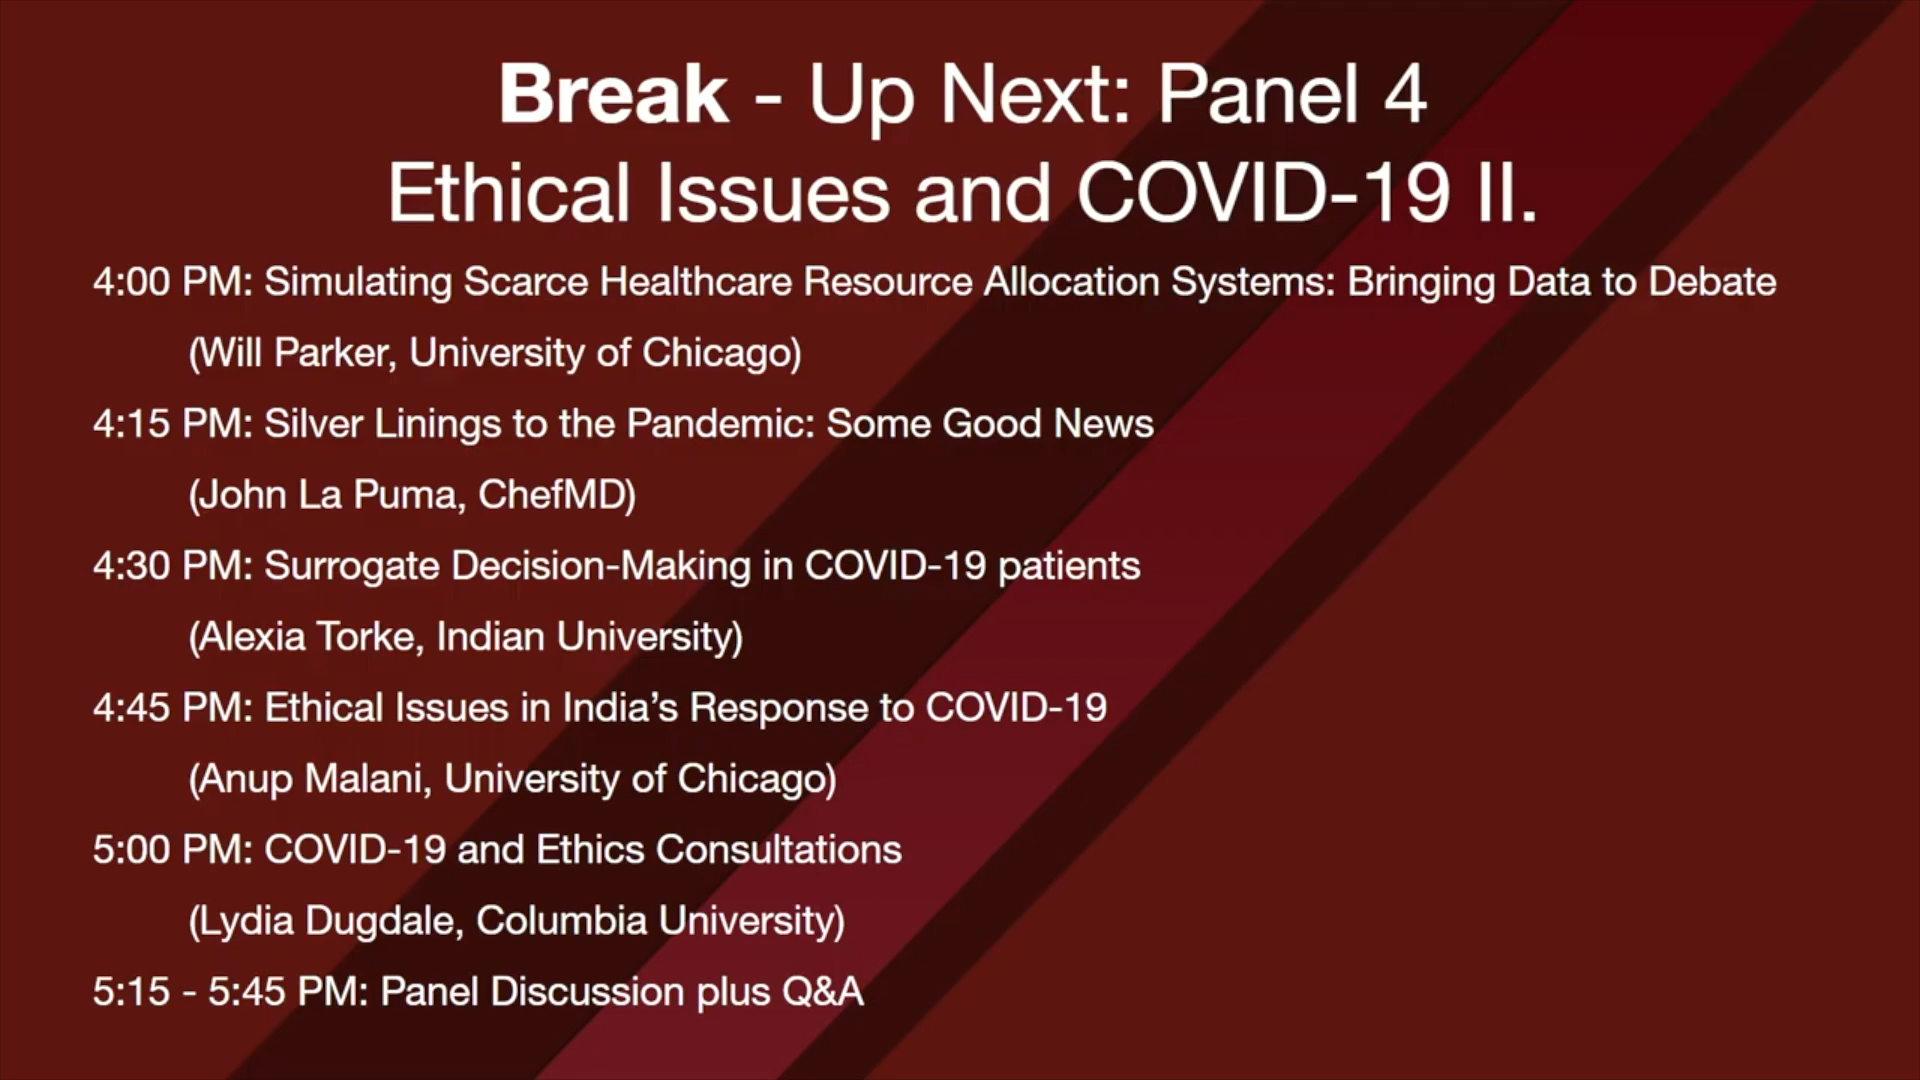 Break - Up Next: Panel 4
Ethical Issues and COVID-19 II.
4:00 PM: Simulating Scarce Healthcare Resource Allocation Systems: Bringing Data to Debate
(Will Parker, University of Chicago)
4:15 PM: Silver Linings to the Pandemic: Some Good News
(John La Puma, ChefMD)
4:30 PM: Surrogate Decision-Making in COVID-19 patients
(Alexia Torke, Indian University)
4:45 PM: Ethical Issues in India’s Response to COVID-19
(Anup Malani, University of Chicago)
5:00 PM: COVID-19 and Ethics Consultations
(Lydia Dugdale, Columbia University)
5:15 - 5:45 PM: Panel Discussion plus Q&A